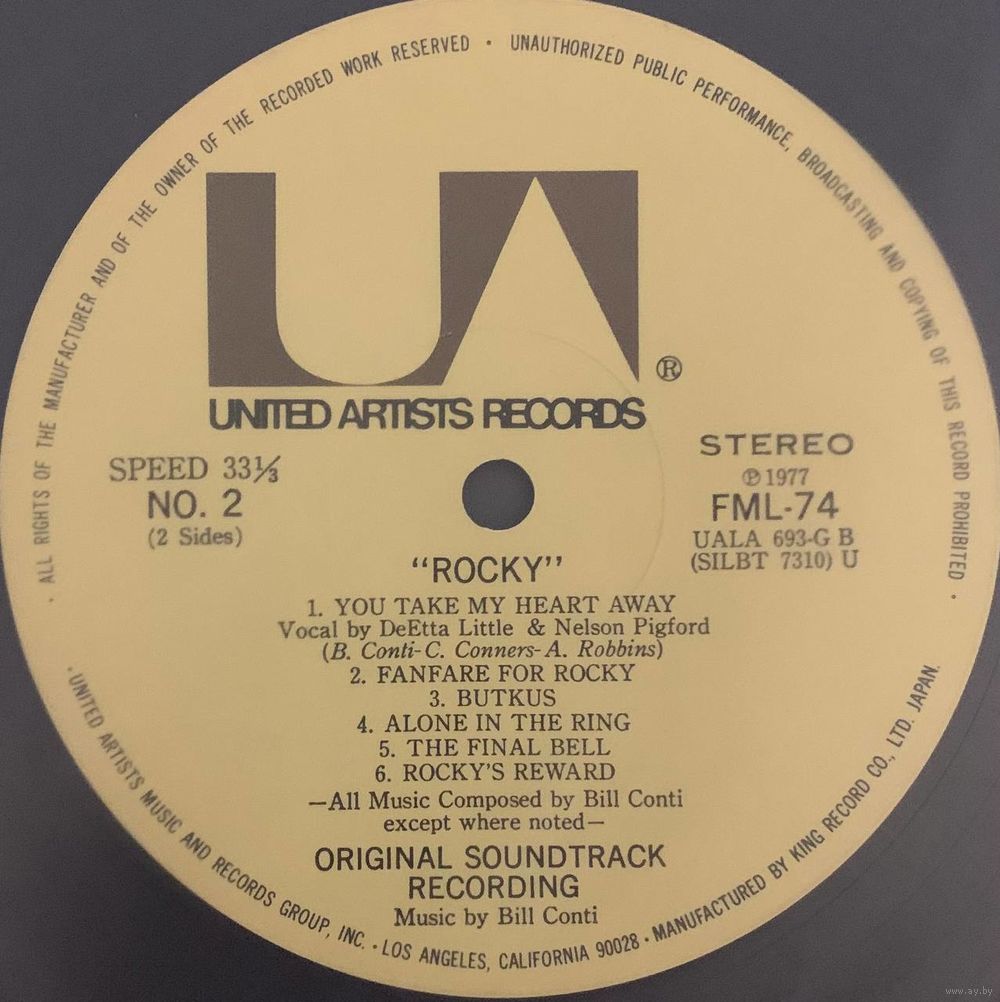 · ALL RIGHTS OF THE MANUFACTURER AND OF THE OWNER OF THE RECORDED WORK RESERVED · UNAUTHORIZED PUBLIC PERFORMANCE, BROADCASTING AND COPYING OF THIS RECORD PROHIBITED ·
UA ®
UNITED ARTISTS RECORDS
SPEED 33⅓
NO. 2
(2 Sides)
STEREO
℗ 1977
FML-74
UALA 693-G B
(SILBT 7310) U
"ROCKY"
1. YOU TAKE MY HEART AWAY
Vocal by DeEtta Little & Nelson Pigford
(B. Conti-C. Conners-A. Robbins)
2. FANFARE FOR ROCKY
3. BUTKUS
4. ALONE IN THE RING
5. THE FINAL BELL
6. ROCKY'S REWARD
—All Music Composed by Bill Conti
except where noted—
ORIGINAL SOUNDTRACK
RECORDING
Music by Bill Conti
· UNITED ARTISTS MUSIC AND RECORDS GROUP, INC. · LOS ANGELES, CALIFORNIA 90028 · MANUFACTURED BY KING RECORD CO., LTD. JAPAN.
www.ay.by